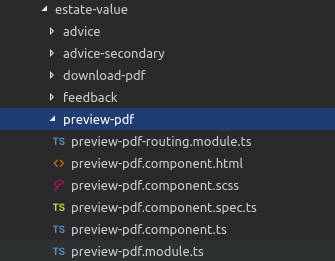 estate-value
advice
advice-secondary
download-pdf
feedback
preview-pdf
TS preview-pdf-routing.module.ts
<> preview-pdf.component.html
preview-pdf.component.scss
TS preview-pdf.component.spec.ts
TS preview-pdf.component.ts
TS preview-pdf.module.ts